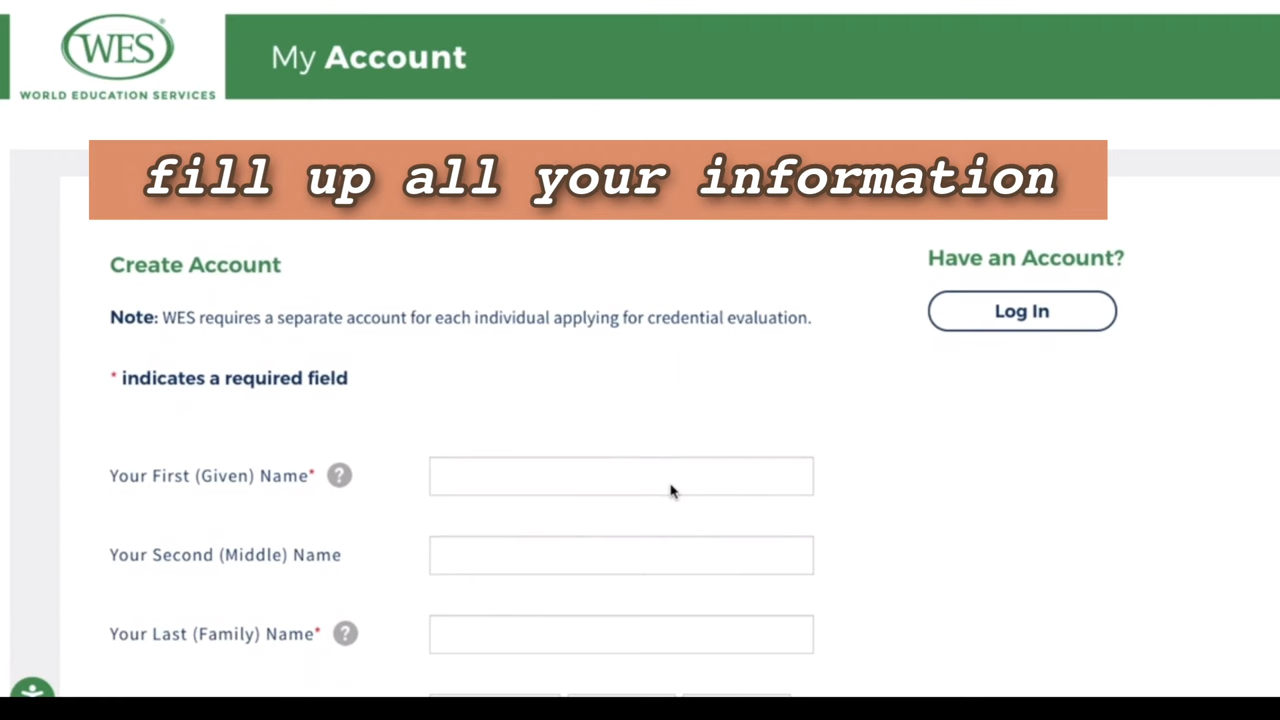 WES
WORLD EDUCATION SERVICES
My Account
fill up all your information
Create Account
Have an Account?
Note: WES requires a separate account for each individual applying for credential evaluation.
Log In
* indicates a required field
Your First (Given) Name* ?
Your Second (Middle) Name
Your Last (Family) Name* ?